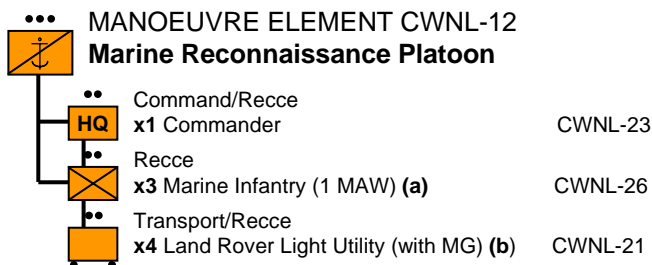 MANOEUVRE ELEMENT CWNL-12
Marine Reconnaissance Platoon
Command/Recce
HQ x1 Commander CWNL-23
Recce
x3 Marine Infantry (1 MAW) (a) CWNL-26
Transport/Recce
x4 Land Rover Light Utility (with MG) (b) CWNL-21